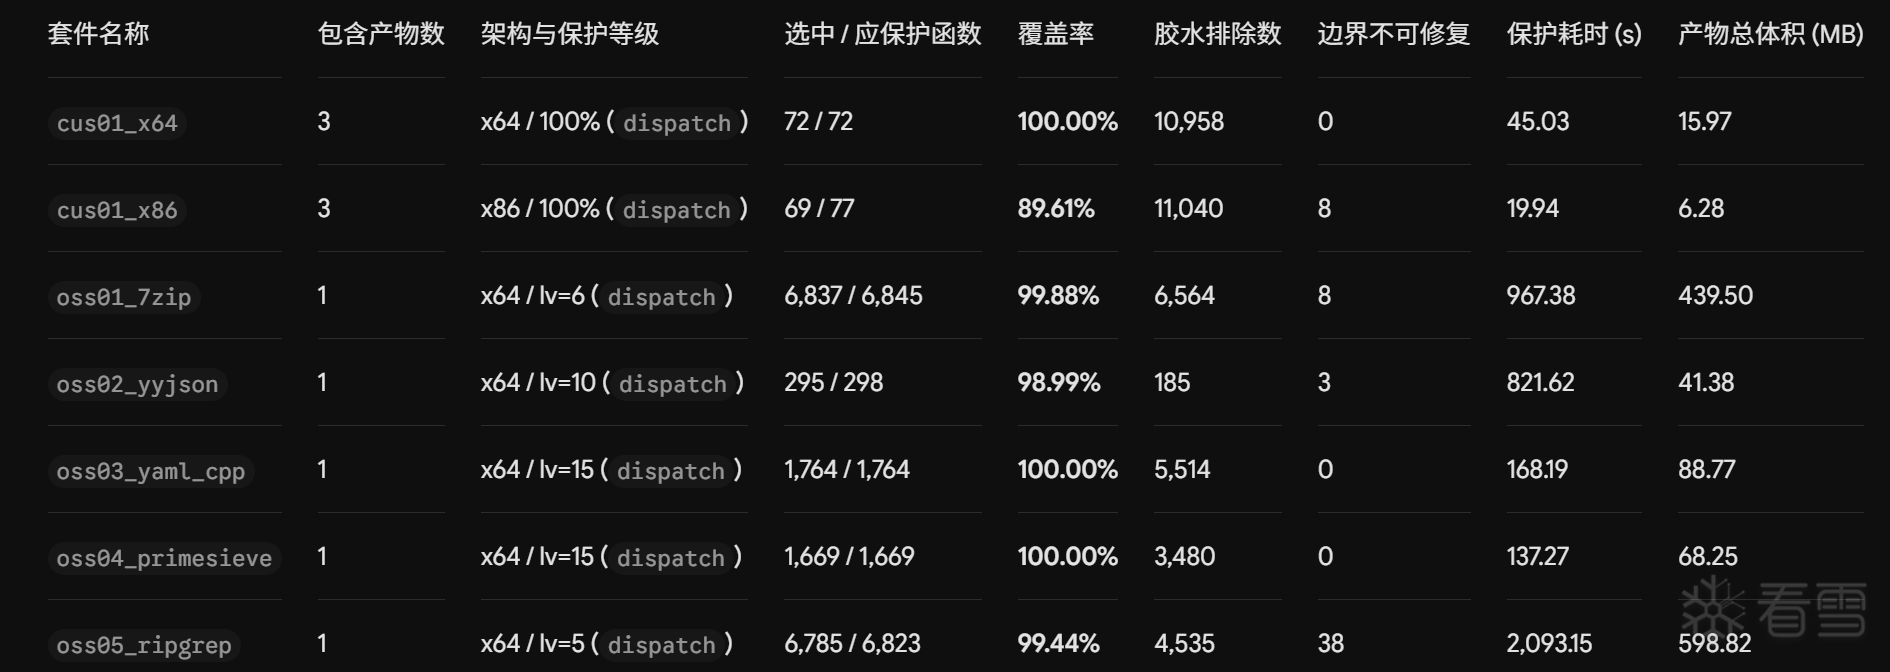 套件名称 包含产物数 架构与保护等级 选中 / 应保护函数 覆盖率 胶水排除数 边界不可修复 保护耗时 (s) 产物总体积 (MB)
cus01_x64 3 x64 / 100% ( dispatch ) 72 / 72 100.00% 10,958 0 45.03 15.97
cus01_x86 3 x86 / 100% ( dispatch ) 69 / 77 89.61% 11,040 8 19.94 6.28
oss01_7zip 1 x64 / lv=6 ( dispatch ) 6,837 / 6,845 99.88% 6,564 8 967.38 439.50
oss02_yyjson 1 x64 / lv=10 ( dispatch ) 295 / 298 98.99% 185 3 821.62 41.38
oss03_yaml_cpp 1 x64 / lv=15 ( dispatch ) 1,764 / 1,764 100.00% 5,514 0 168.19 88.77
oss04_primesieve 1 x64 / lv=15 ( dispatch ) 1,669 / 1,669 100.00% 3,480 0 137.27 68.25
oss05_ripgrep 1 x64 / lv=5 ( dispatch ) 6,785 / 6,823 99.44% 4,535 38 2,093.15 598.82
看雪